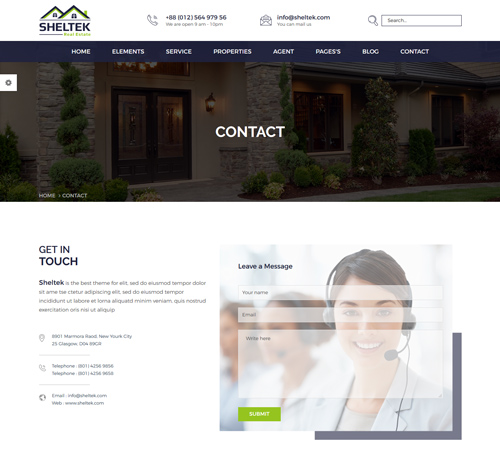 SHELTEK
Real Estate
+88 (012) 564 979 56
We are open 9 am - 10pm
info@sheltek.com
You can mail us
Search..
HOME ELEMENTS SERVICE PROPERTIES AGENT PAGES'S BLOG CONTACT
CONTACT
HOME > CONTACT
GET IN
TOUCH
Sheltek is the best theme for elit, sed do eiusmod tempor dolor
sit ame tse ctetur adipiscing elit, sed do eiusmod tempor
incididunt ut labore et lorna aliquatd minim veniam, quis nostrud
exercitation oris nisi ut aliquip
8901 Marmora Raod, New Yourk City
25 Glasgow, D04 89GR
Telephone : (801) 4256 9856
Telephone : (801) 4256 9658
Email : info@sheltek.com
Web : www.sheltek.com
Leave a Message
Your name
Email
Write here
SUBMIT